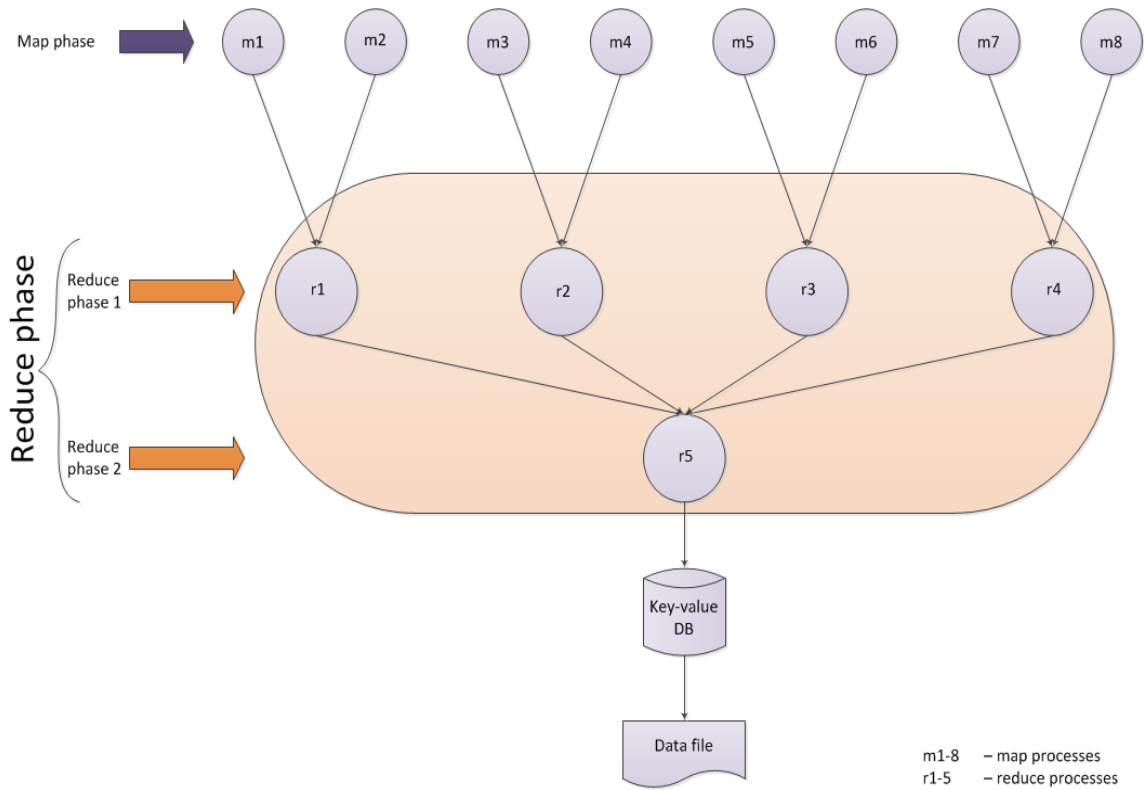 Map phase
m1
m2
m3
m4
m5
m6
m7
m8
Reduce phase
Reduce
phase 1
r1
r2
r3
r4
Reduce
phase 2
r5
Key-value
DB
Data file
m1-8 – map processes
r1-5 – reduce processes